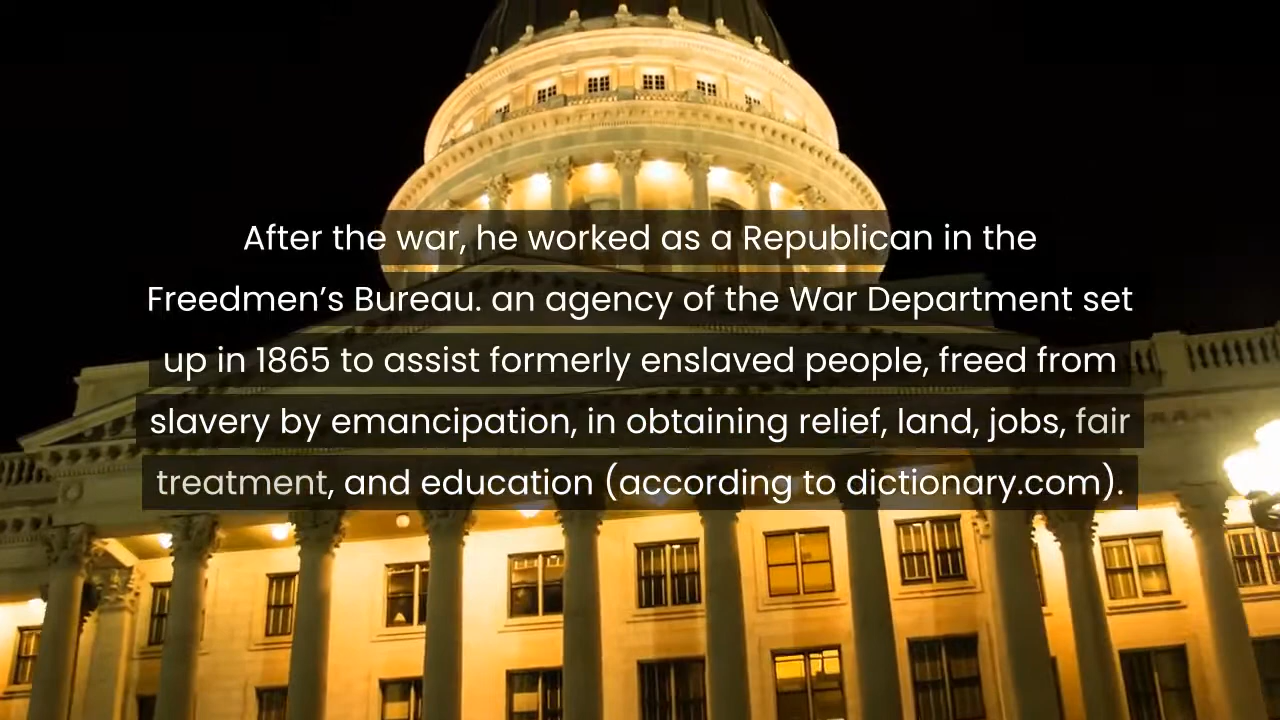 After the war, he worked as a Republican in the
Freedmen’s Bureau. an agency of the War Department set
up in 1865 to assist formerly enslaved people, freed from
slavery by emancipation, in obtaining relief, land, jobs, fair
treatment, and education (according to dictionary.com).